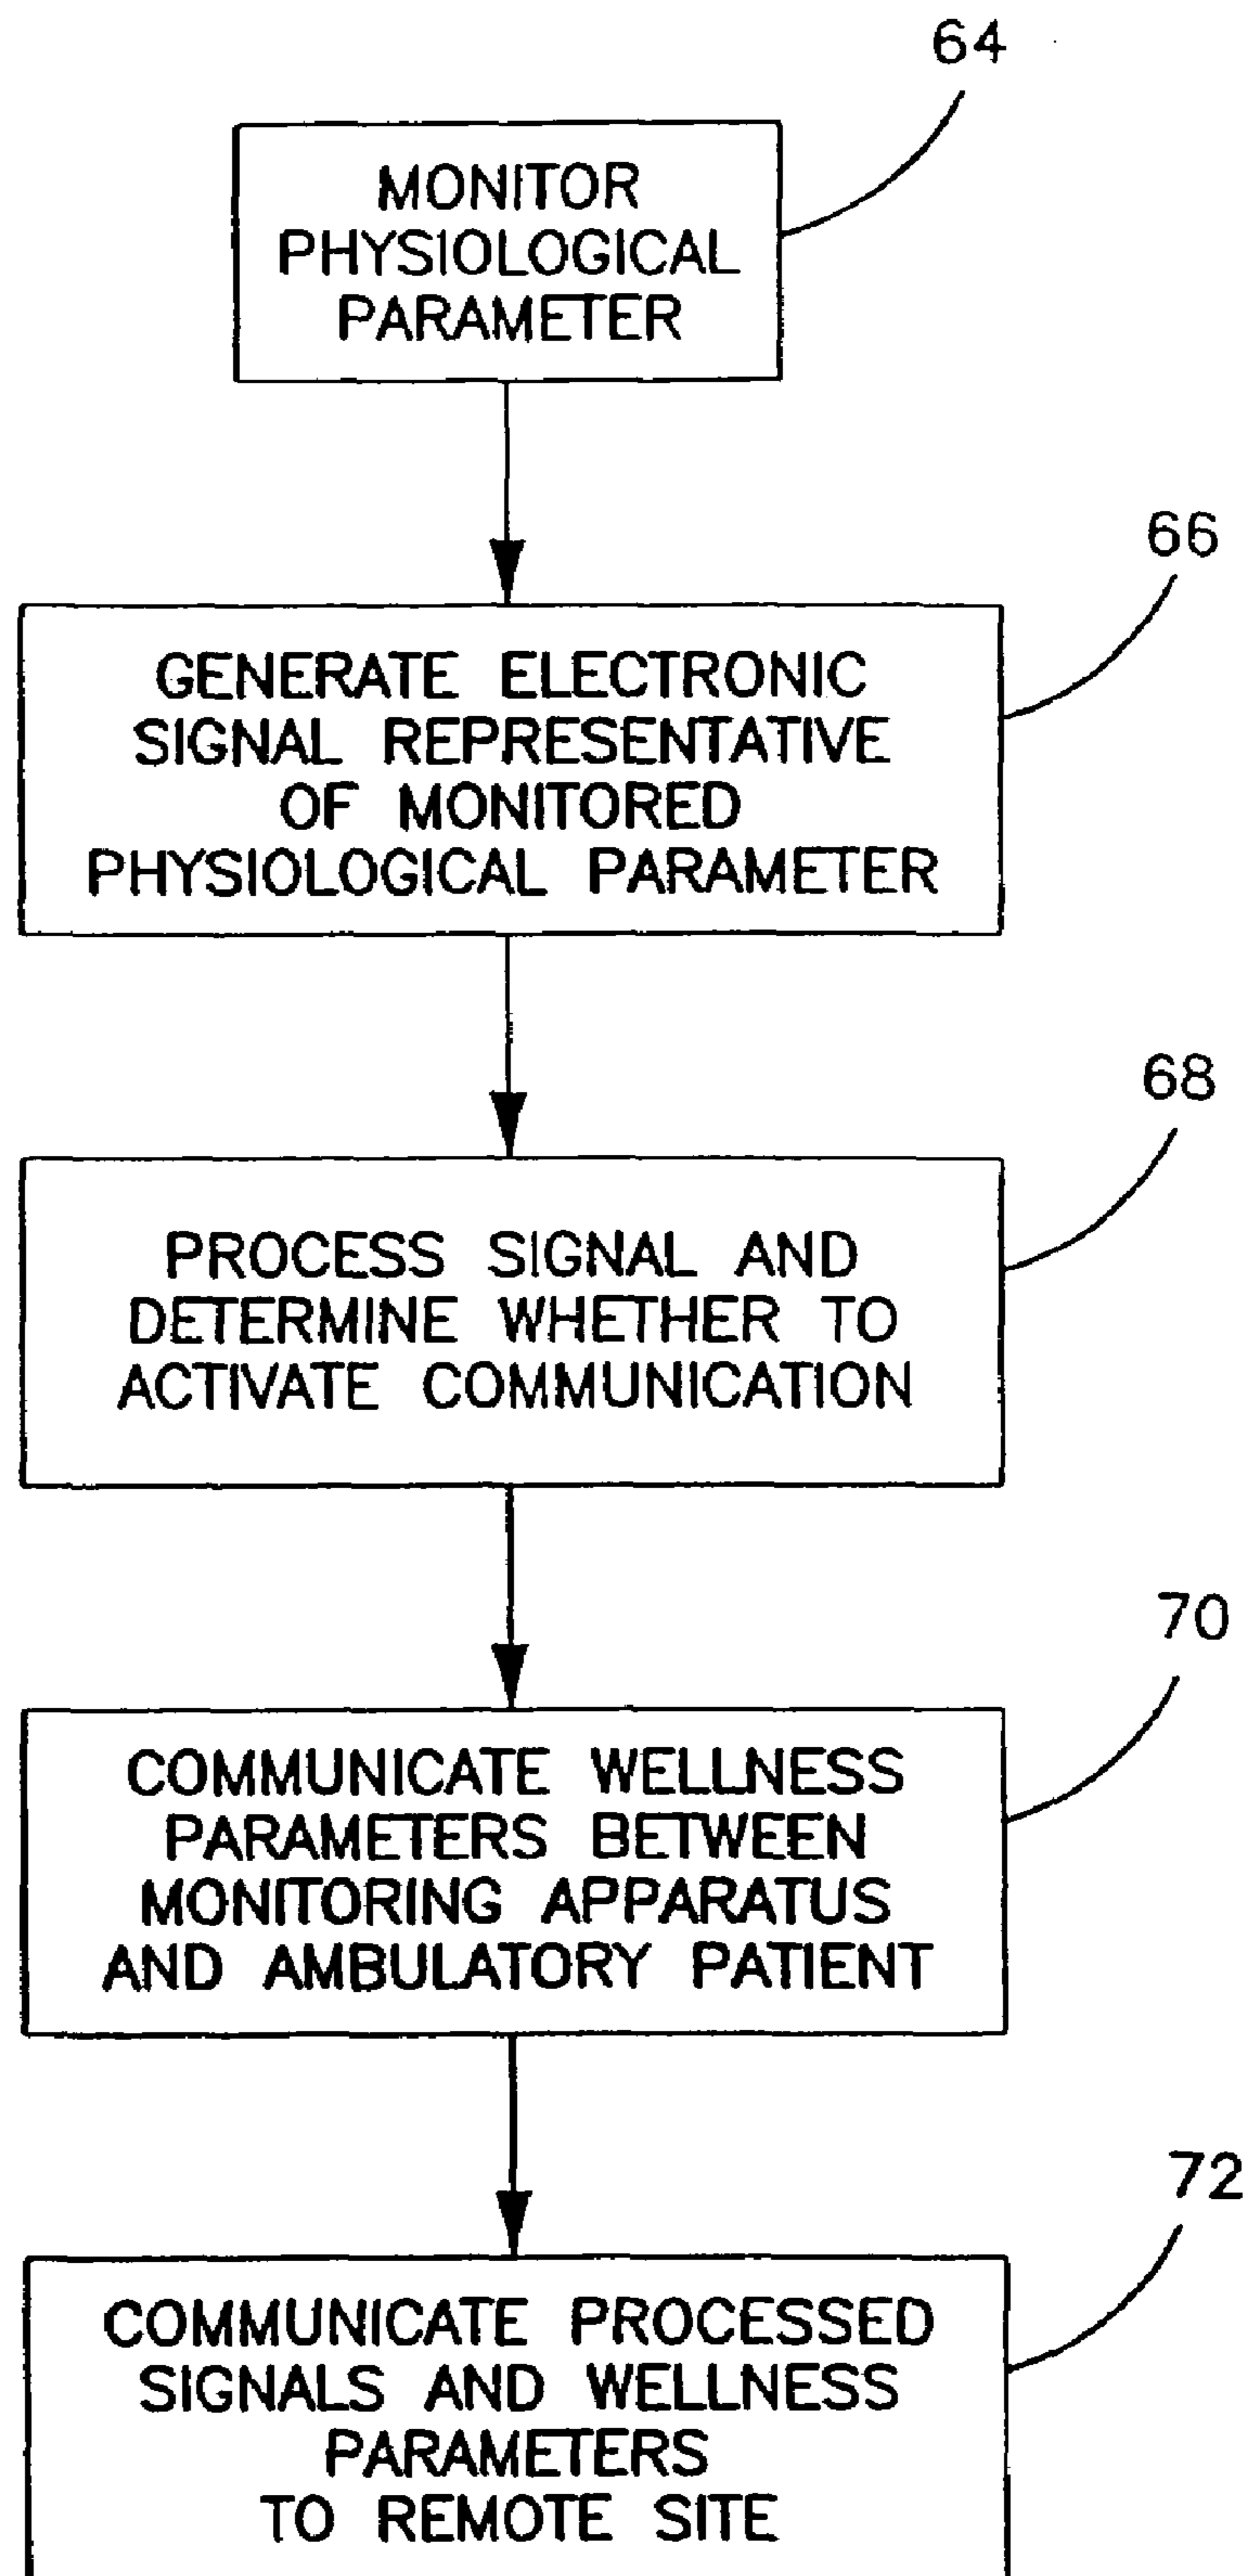 64
MONITOR
PHYSIOLOGICAL
PARAMETER
66
GENERATE ELECTRONIC
SIGNAL REPRESENTATIVE
OF MONITORED
PHYSIOLOGICAL PARAMETER
68
PROCESS SIGNAL AND
DETERMINE WHETHER TO
ACTIVATE COMMUNICATION
70
COMMUNICATE WELLNESS
PARAMETERS BETWEEN
MONITORING APPARATUS
AND AMBULATORY PATIENT
72
COMMUNICATE PROCESSED
SIGNALS AND WELLNESS
PARAMETERS
TO REMOTE SITE